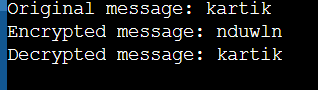 Original message: kartik
Encrypted message: nduwln
Decrypted message: kartik